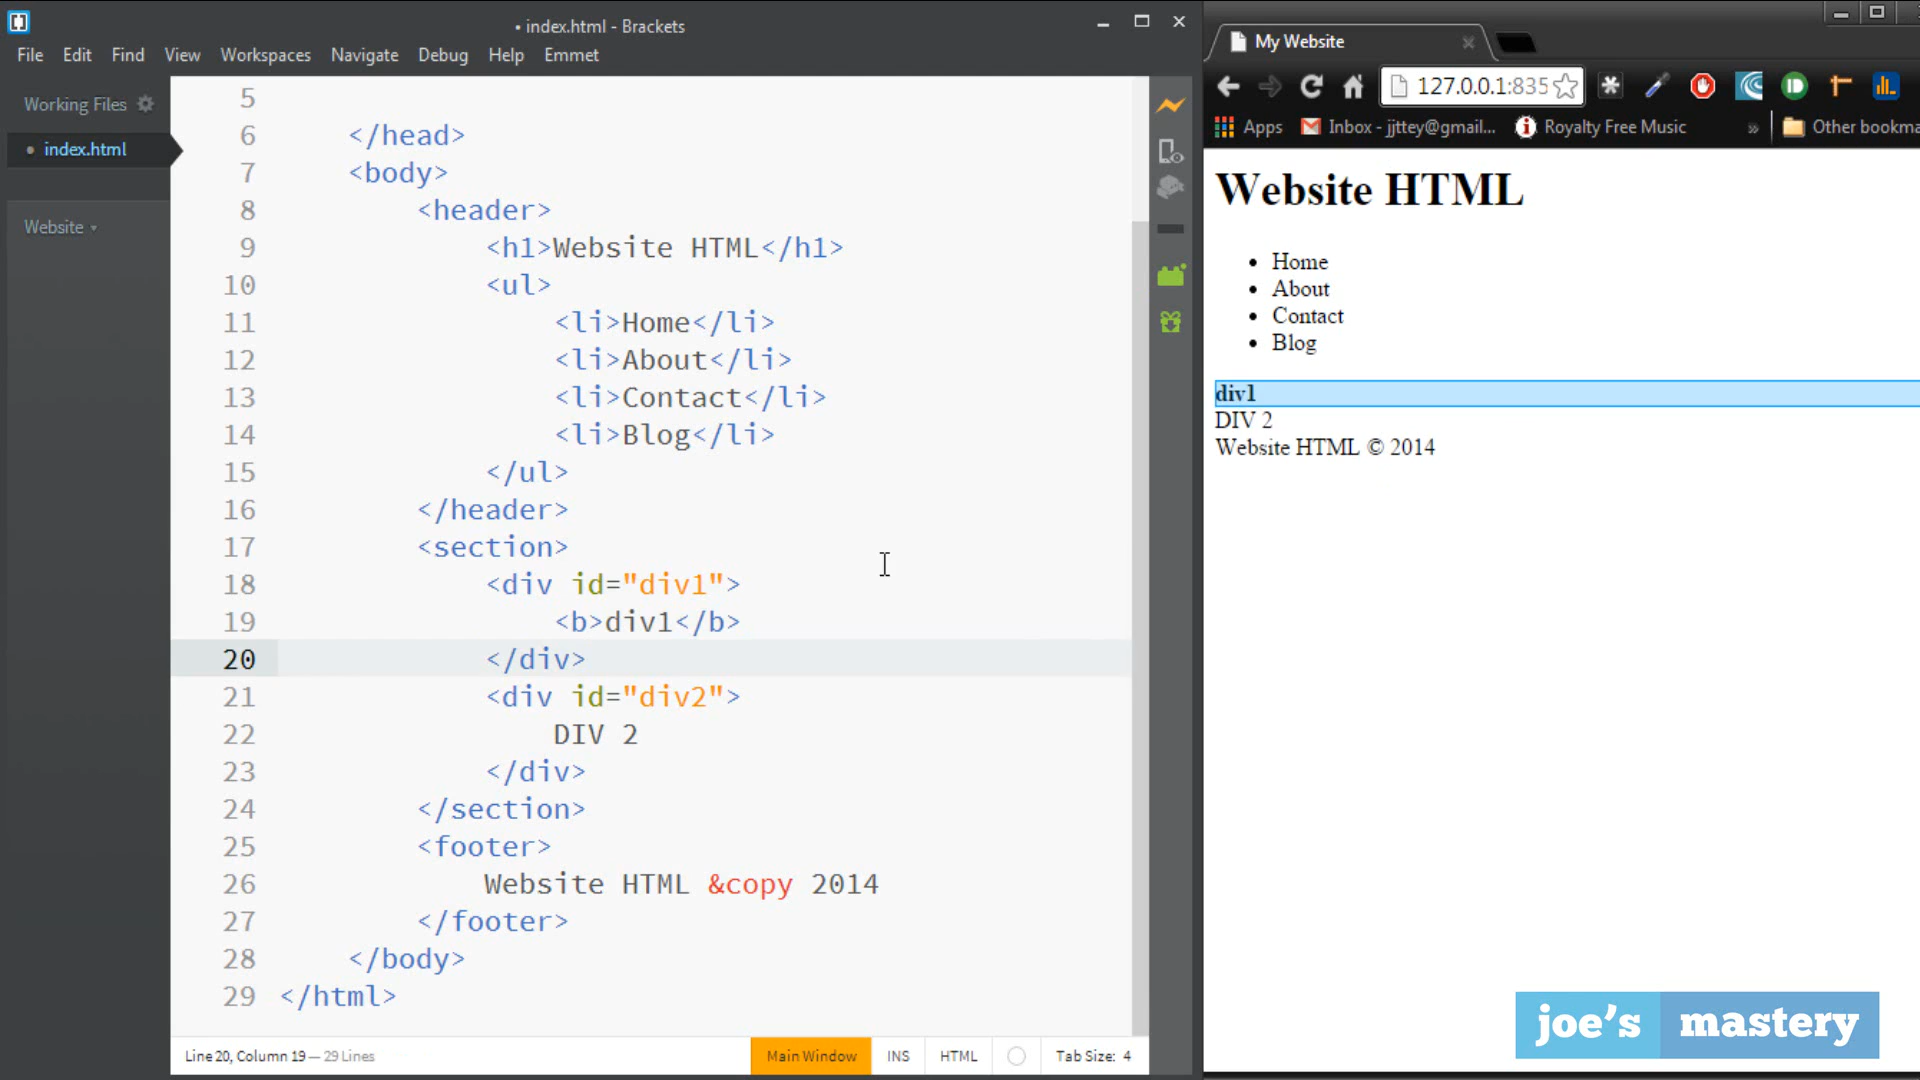 • index.html - Brackets
File Edit Find View Workspaces Navigate Debug Help Emmet
Working Files
• index.html
Website
5
6 </head>
7 <body>
8 <header>
9 <h1>Website HTML</h1>
10 <ul>
11 <li>Home</li>
12 <li>About</li>
13 <li>Contact</li>
14 <li>Blog</li>
15 </ul>
16 </header>
17 <section>
18 <div id="div1">
19 <b>div1</b>
20 </div>
21 <div id="div2">
22 DIV 2
23 </div>
24 </section>
25 <footer>
26 Website HTML &copy 2014
27 </footer>
28 </body>
29 </html>
Line 20, Column 19 — 29 Lines
Main Window INS HTML Tab Size: 4
My Website
127.0.0.1:835
Apps Inbox - jjttey@gmail... Royalty Free Music » Other bookma
Website HTML
• Home
• About
• Contact
• Blog
div1
DIV 2
Website HTML © 2014
joe's mastery